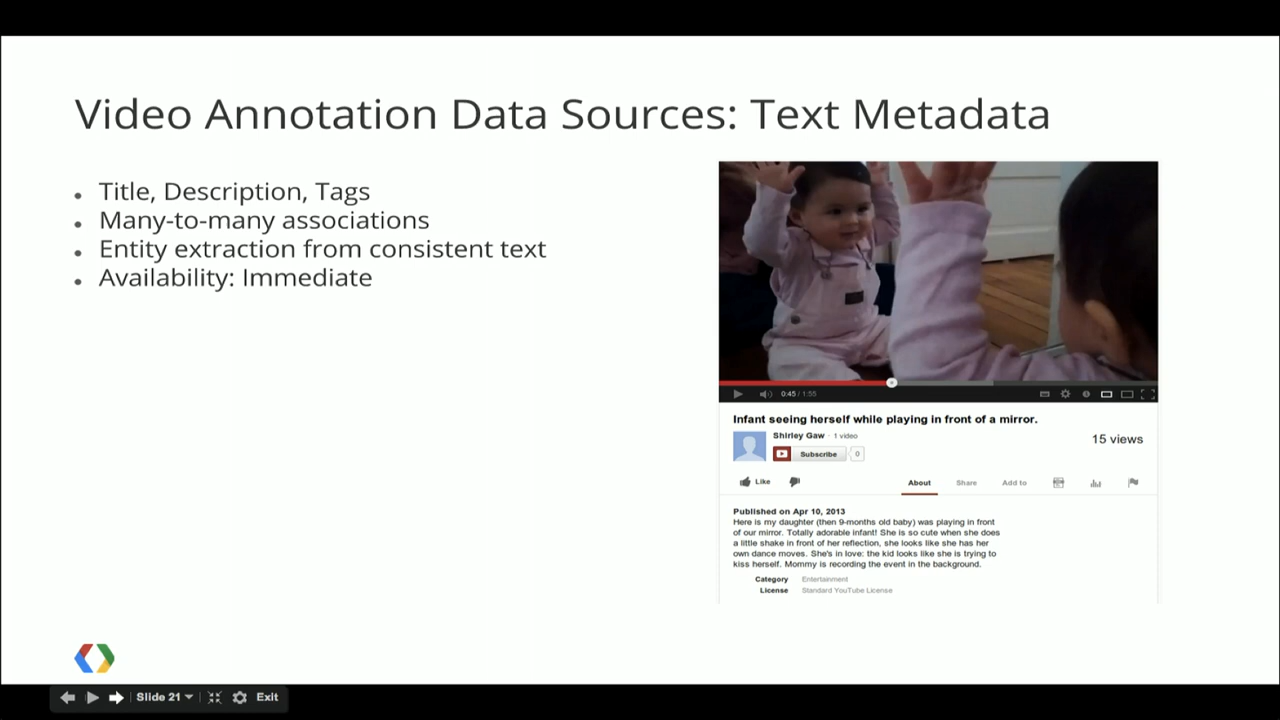 Video Annotation Data Sources: Text Metadata
Title, Description, Tags
Many-to-many associations
Entity extraction from consistent text
Availability: Immediate
0:45 / 1:55
Infant seeing herself while playing in front of a mirror.
Shirley Gaw · 1 video
15 views
Subscribe 0
Like
About Share Add to
Published on Apr 10, 2013
Here is my daughter (then 9-months old baby) was playing in front
of our mirror. Totally adorable infant! She is so cute when she does
a little shake in front of her reflection, she looks like she has her
own dance moves. She's in love: the kid looks like she is trying to
kiss herself. Mommy is recording the event in the background.
Category Entertainment
License Standard YouTube License
Slide 21 Exit